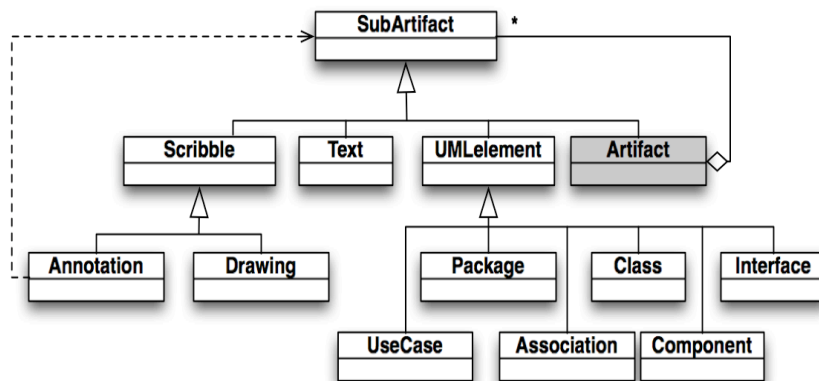 SubArtifact
*
Scribble
Text
UMLelement
Artifact
Annotation
Drawing
Package
Class
Interface
UseCase
Association
Component